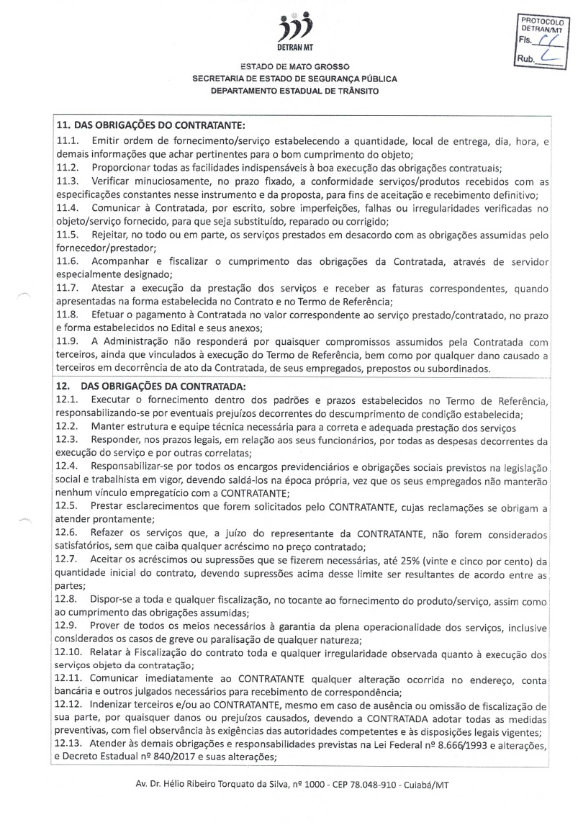 DETRAN MT
PROTOCOLO
DETRAN/MT
Fls.
Rub.
ESTADO DE MATO GROSSO
SECRETARIA DE ESTADO DE SEGURANÇA PÚBLICA
DEPARTAMENTO ESTADUAL DE TRÂNSITO
11. DAS OBRIGAÇÕES DO CONTRATANTE:
11.1. Emitir ordem de fornecimento/serviço estabelecendo a quantidade, local de entrega, dia, hora, e
demais informações que achar pertinentes para o bom cumprimento do objeto;
11.2. Proporcionar todas as facilidades indispensáveis à boa execução das obrigações contratuais;
11.3. Verificar minuciosamente, no prazo fixado, a conformidade serviços/produtos recebidos com as
especificações constantes nesse instrumento e da proposta, para fins de aceitação e recebimento definitivo;
11.4. Comunicar à Contratada, por escrito, sobre imperfeições, falhas ou irregularidades verificadas no
objeto/serviço fornecido, para que seja substituído, reparado ou corrigido;
11.5. Rejeitar, no todo ou em parte, os serviços prestados em desacordo com as obrigações assumidas pelo
fornecedor/prestador;
11.6. Acompanhar e fiscalizar o cumprimento das obrigações da Contratada, através de servidor
especialmente designado;
11.7. Atestar a execução da prestação dos serviços e receber as faturas correspondentes, quando
apresentadas na forma estabelecida no Contrato e no Termo de Referência;
11.8. Efetuar o pagamento à Contratada no valor correspondente ao serviço prestado/contratado, no prazo
e forma estabelecidos no Edital e seus anexos;
11.9. A Administração não responderá por quaisquer compromissos assumidos pela Contratada com
terceiros, ainda que vinculados à execução do Termo de Referência, bem como por qualquer dano causado a
terceiros em decorrência de ato da Contratada, de seus empregados, prepostos ou subordinados.
12. DAS OBRIGAÇÕES DA CONTRATADA:
12.1. Executar o fornecimento dentro dos padrões e prazos estabelecidos no Termo de Referência,
responsabilizando-se por eventuais prejuízos decorrentes do descumprimento de condição estabelecida;
12.2. Manter estrutura e equipe técnica necessária para a correta e adequada prestação dos serviços
12.3. Responder, nos prazos legais, em relação aos seus funcionários, por todas as despesas decorrentes da
execução do serviço e por outras correlatas;
12.4. Responsabilizar-se por todos os encargos previdenciários e obrigações sociais previstos na legislação
social e trabalhista em vigor, devendo saldá-los na época própria, vez que os seus empregados não manterão
nenhum vínculo empregatício com a CONTRATANTE;
12.5. Prestar esclarecimentos que forem solicitados pelo CONTRATANTE, cujas reclamações se obrigam a
atender prontamente;
12.6. Refazer os serviços que, a juízo do representante da CONTRATANTE, não forem considerados
satisfatórios, sem que caiba qualquer acréscimo no preço contratado;
12.7. Aceitar os acréscimos ou supressões que se fizerem necessárias, até 25% (vinte e cinco por cento) da
quantidade inicial do contrato, devendo supressões acima desse limite ser resultantes de acordo entre as
partes;
12.8. Dispor-se a toda e qualquer fiscalização, no tocante ao fornecimento do produto/serviço, assim como
ao cumprimento das obrigações assumidas;
12.9. Prover de todos os meios necessários à garantia da plena operacionalidade dos serviços, inclusive
considerados os casos de greve ou paralisação de qualquer natureza;
12.10. Relatar à Fiscalização do contrato toda e qualquer irregularidade observada quanto à execução dos
serviços objeto da contratação;
12.11. Comunicar imediatamente ao CONTRATANTE qualquer alteração ocorrida no endereço, conta
bancária e outros julgados necessários para recebimento de correspondência;
12.12. Indenizar terceiros e/ou ao CONTRATANTE, mesmo em caso de ausência ou omissão de fiscalização de
sua parte, por quaisquer danos ou prejuízos causados, devendo a CONTRATADA adotar todas as medidas
preventivas, com fiel observância às exigências das autoridades competentes e às disposições legais vigentes;
12.13. Atender às demais obrigações e responsabilidades previstas na Lei Federal nº 8.666/1993 e alterações,
e Decreto Estadual nº 840/2017 e suas alterações;
Av. Dr. Hélio Ribeiro Torquato da Silva, nº 1000 - CEP 78.048-910 - Cuiabá/MT